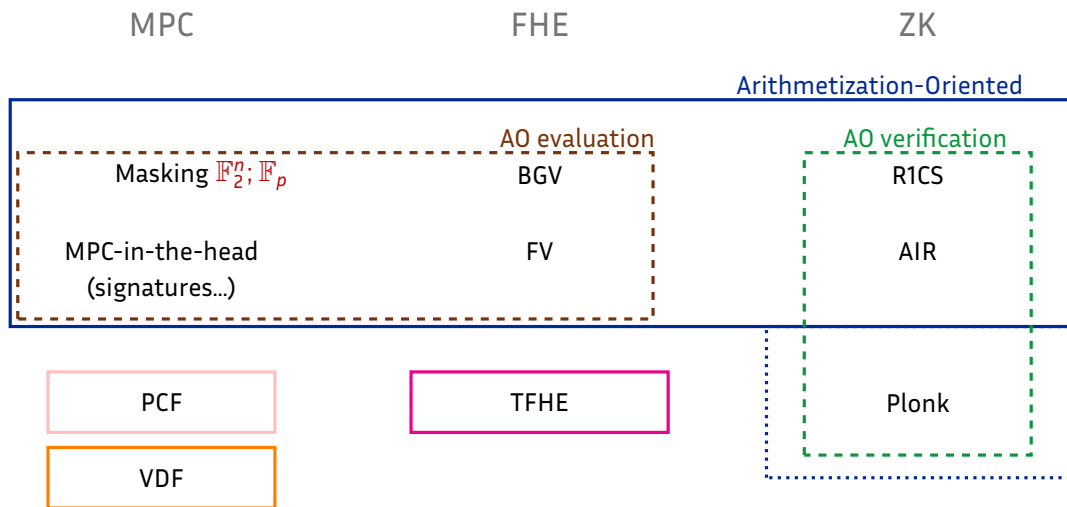 MPC FHE ZK
Arithmetization-Oriented
AO evaluation AO verification
Masking 𝔽₂ⁿ; 𝔽ₚ BGV R1CS
MPC-in-the-head FV AIR
(signatures...)
PCF TFHE Plonk
VDF